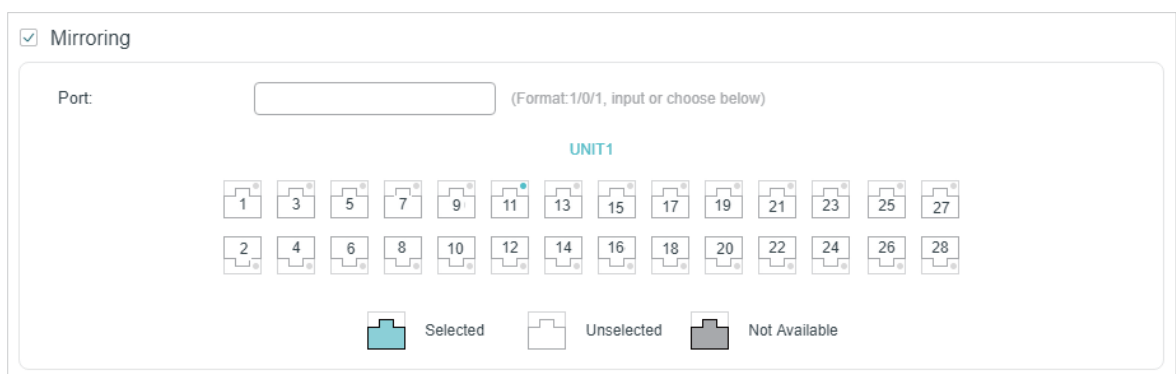 Mirroring
Port: (Format:1/0/1, input or choose below)
UNIT1
1 3 5 7 9 11 13 15 17 19 21 23 25 27
2 4 6 8 10 12 14 16 18 20 22 24 26 28
Selected Unselected Not Available